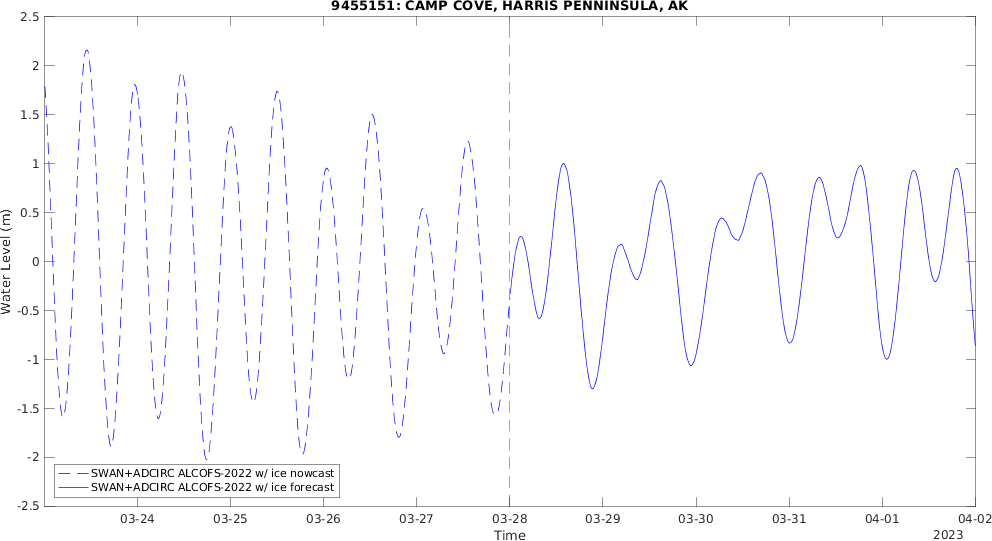 9455151: CAMP COVE, HARRIS PENNINSULA, AK
2.5
2
1.5
1
0.5
0
-0.5
-1
-1.5
-2
-2.5
Water Level (m)
SWAN+ADCIRC ALCOFS-2022 w/ ice nowcast
SWAN+ADCIRC ALCOFS-2022 w/ ice forecast
03-24 03-25 03-26 03-27 03-28 03-29 03-30 03-31 04-01 04-02
Time
2023